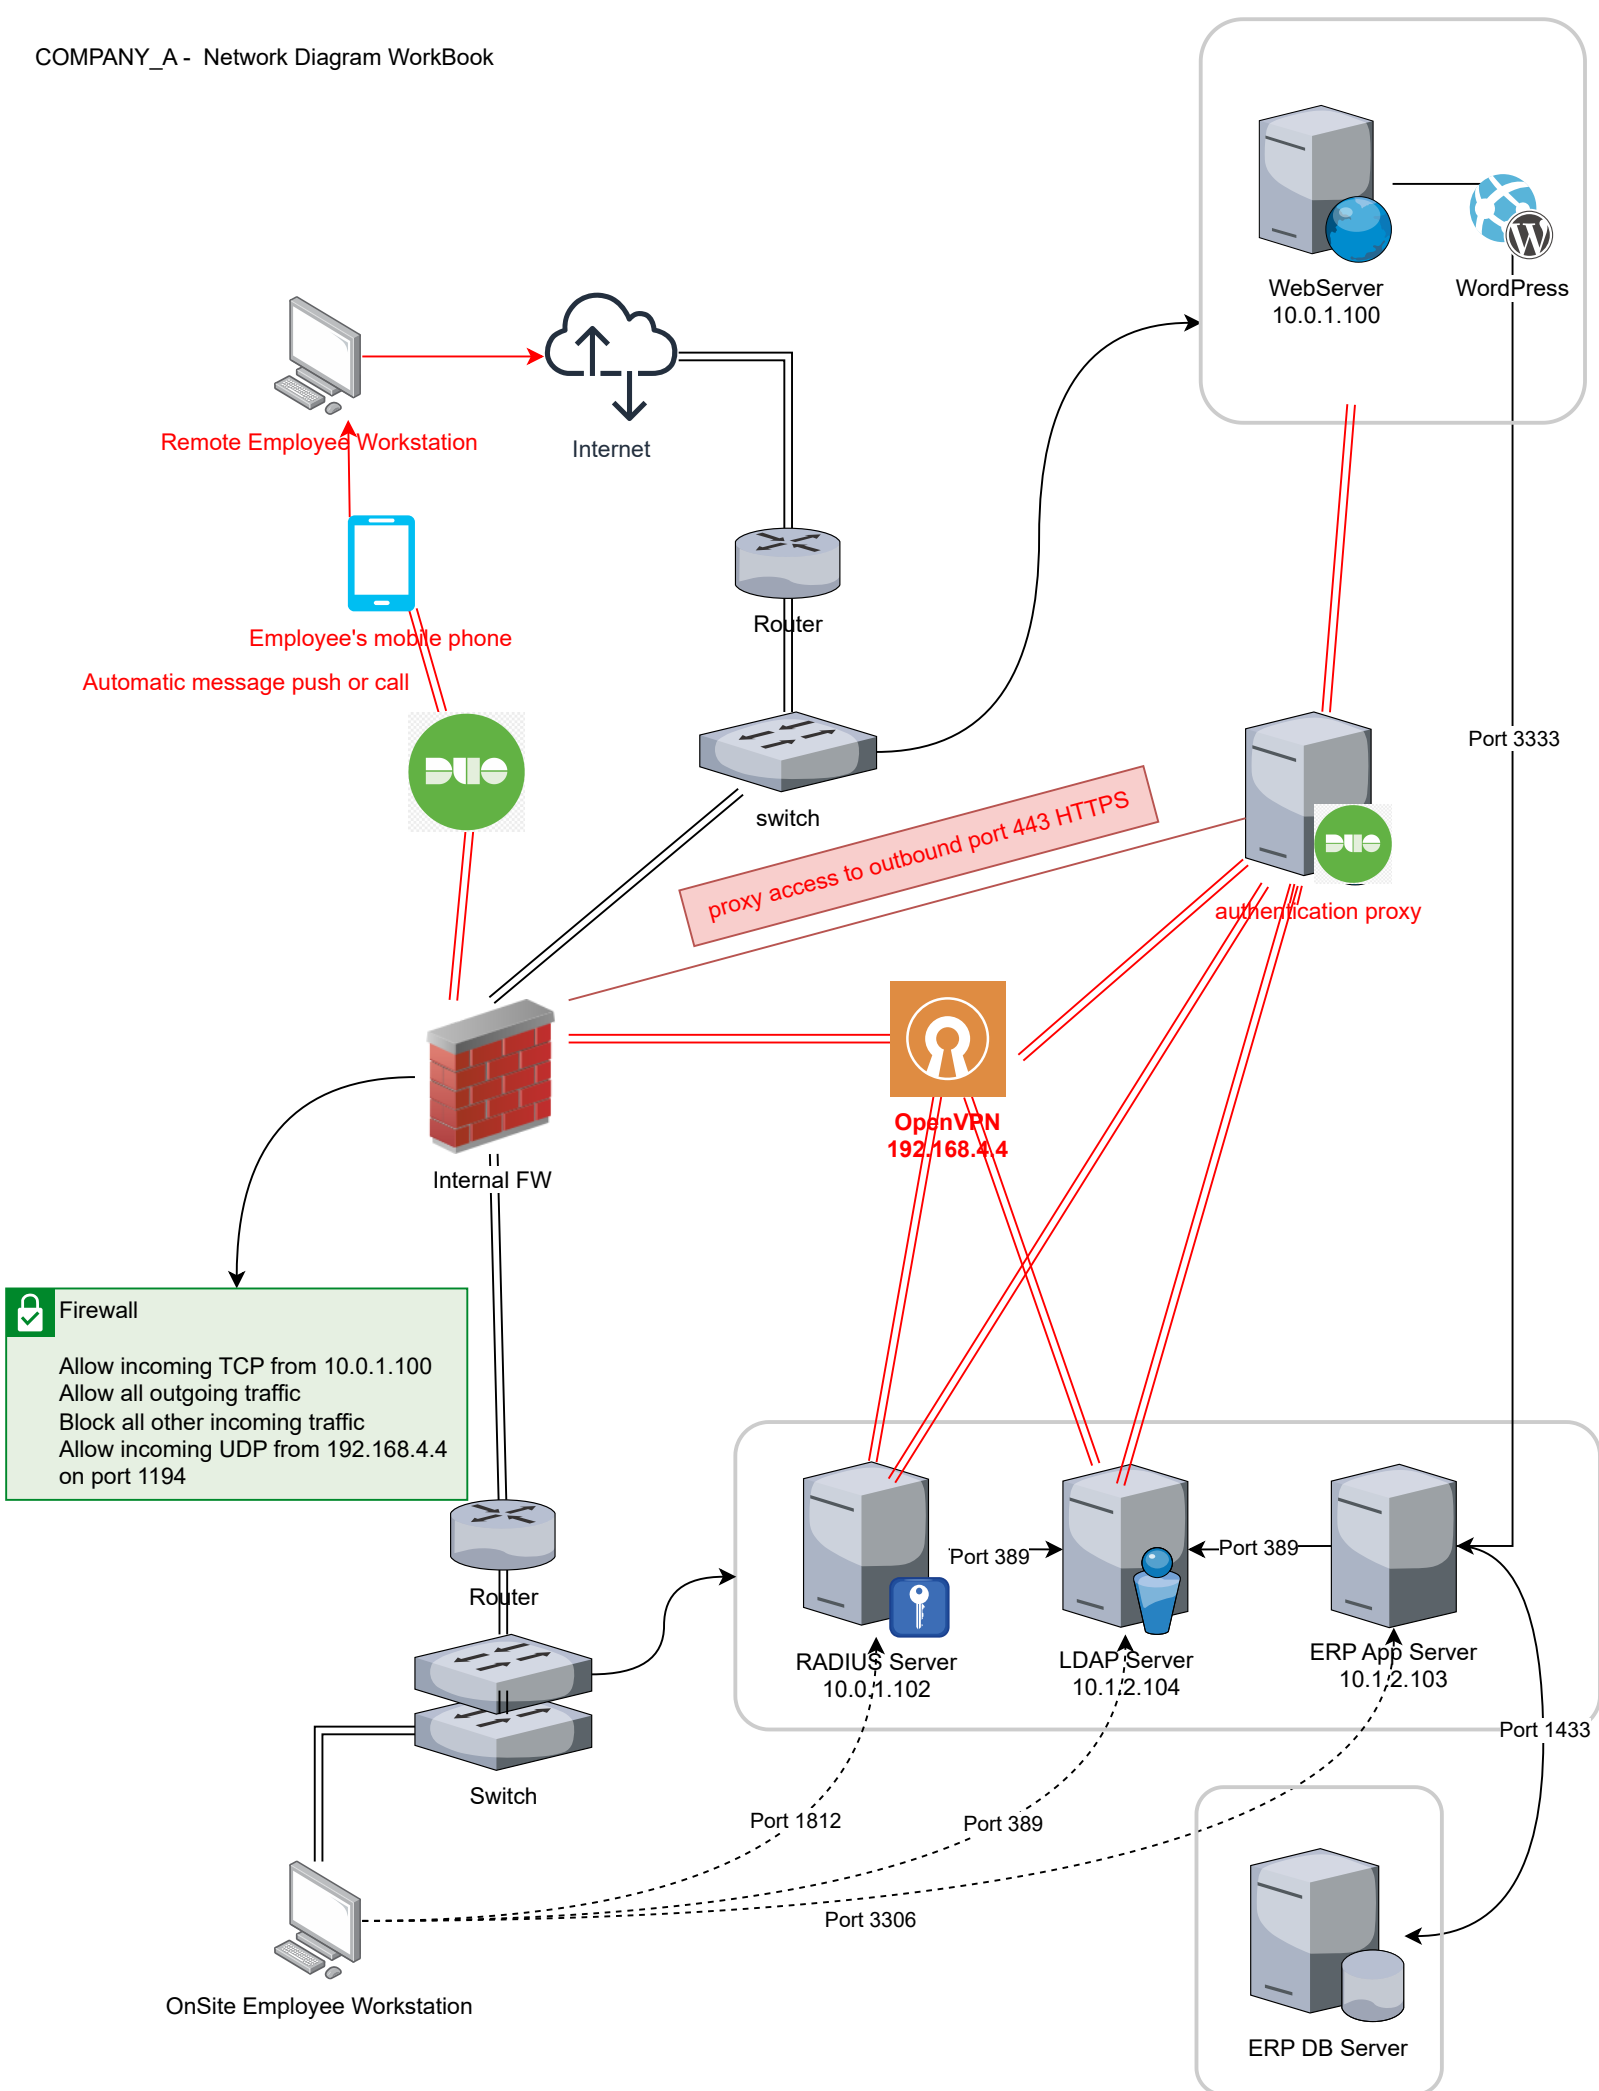 COMPANY_A -  Network Diagram WorkBook
WebServer
10.0.1.100
WordPress
Remote Employee Workstation
Internet
Employee's mobile phone
Router
Automatic message push or call
DUO
Port 3333
switch
proxy access to outbound port 443 HTTPS
DUO
authentication proxy
OpenVPN
192.168.4.4
Internal FW
Firewall
Allow incoming TCP from 10.0.1.100
Allow all outgoing traffic
Block all other incoming traffic
Allow incoming UDP from 192.168.4.4
on port 1194
Port 389
Port 389
Router
RADIUS Server
10.0.1.102
LDAP Server
10.1.2.104
ERP App Server
10.1.2.103
Port 1433
Switch
Port 1812
Port 389
Port 3306
OnSite Employee Workstation
ERP DB Server